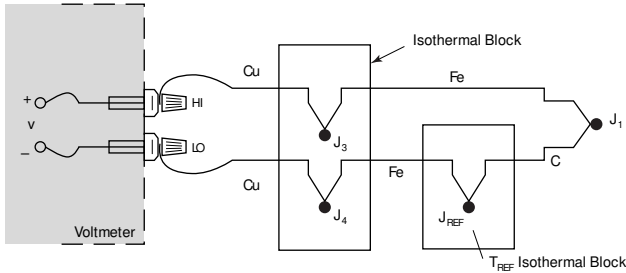 Isothermal Block
Cu
Fe
+
HI
J1
v
J3
−
LO
Fe
C
Cu
J4
JREF
Voltmeter
TREF Isothermal Block